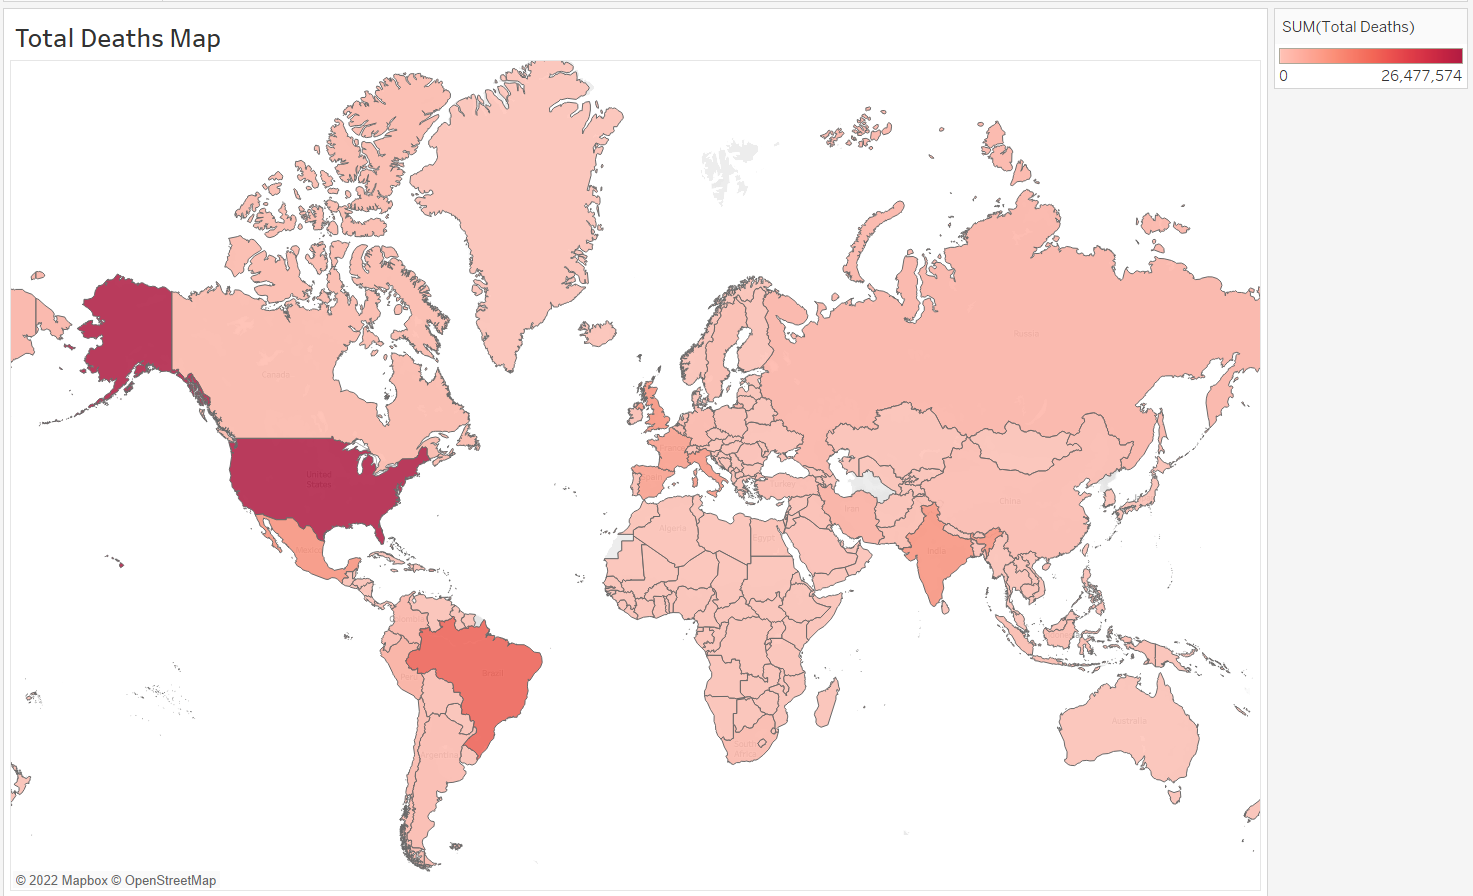 Total Deaths Map
SUM(Total Deaths)
0 26,477,574
Russia
Canada
United
States
Turkey
China
Iran
Algeria
Egypt
India
Mexico
Brazil
Australia
South
Africa
Argentina
© 2022 Mapbox © OpenStreetMap